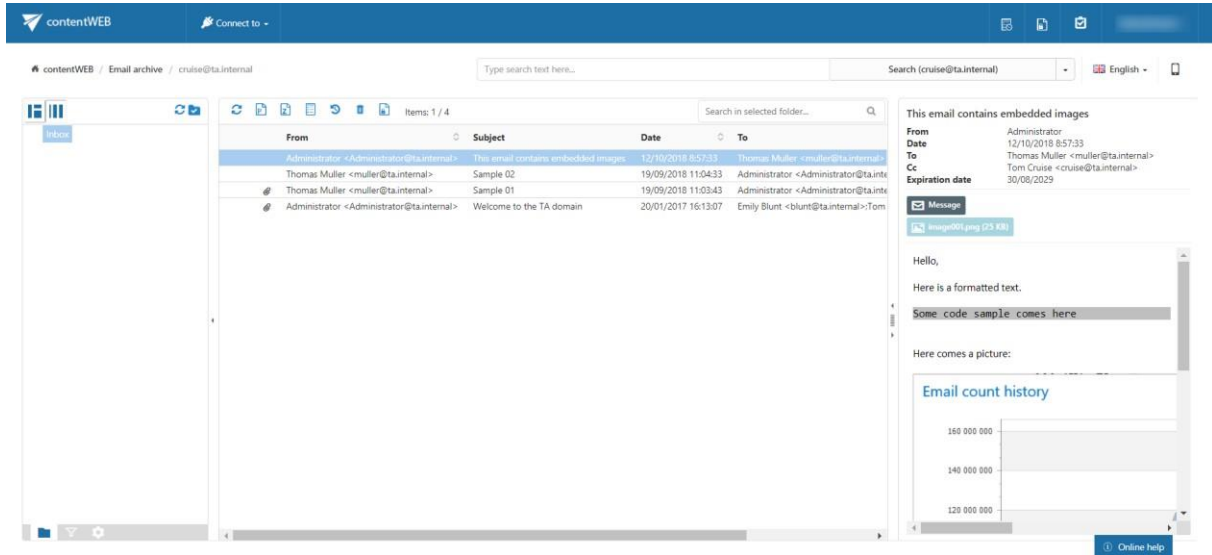 contentWEB
Connect to
contentWEB / Email archive / cruise@ta.internal
Type search text here...
Search (cruise@ta.internal)
English
Inbox
Items: 1 / 4
Search in selected folder...
From Subject Date To
Administrator <Administrator@ta.internal> This email contains embedded images 12/10/2018 8:57:33 Thomas Muller <muller@ta.internal>
Thomas Muller <muller@ta.internal> Sample 02 19/09/2018 11:04:33 Administrator <Administrator@ta.inte
Thomas Muller <muller@ta.internal> Sample 01 19/09/2018 11:03:43 Administrator <Administrator@ta.inte
Administrator <Administrator@ta.internal> Welcome to the TA domain 20/01/2017 16:13:07 Emily Blunt <blunt@ta.internal>;Tom
This email contains embedded images
From Administrator
Date 12/10/2018 8:57:33
To Thomas Muller <muller@ta.internal>
Cc Tom Cruise <cruise@ta.internal>
Expiration date 30/08/2029
Message
image001.png (25 KB)
Hello,
Here is a formatted text.
Some code sample comes here
Here comes a picture:
Email count history
160 000 000
140 000 000
120 000 000
Online help